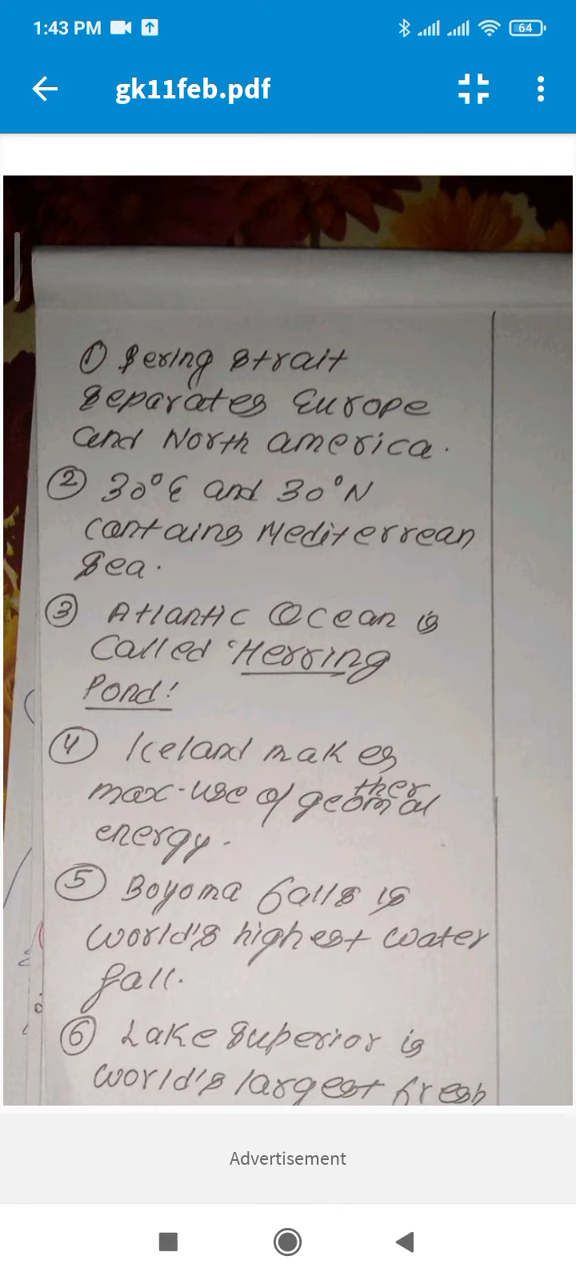 1:43 PM
64
gk11feb.pdf
① Bering Strait
Separates Europe
and North america.
② 30°E and 30°N
contains Mediterrean
Sea.
③ Atlantic Ocean is
Called 'Herring
Pond!
④ Iceland makes
max-use of geothermal
energy.
⑤ Boyoma falls is
world's highest water
fall.
⑥ Lake Superior is
world's largest fresh
Advertisement